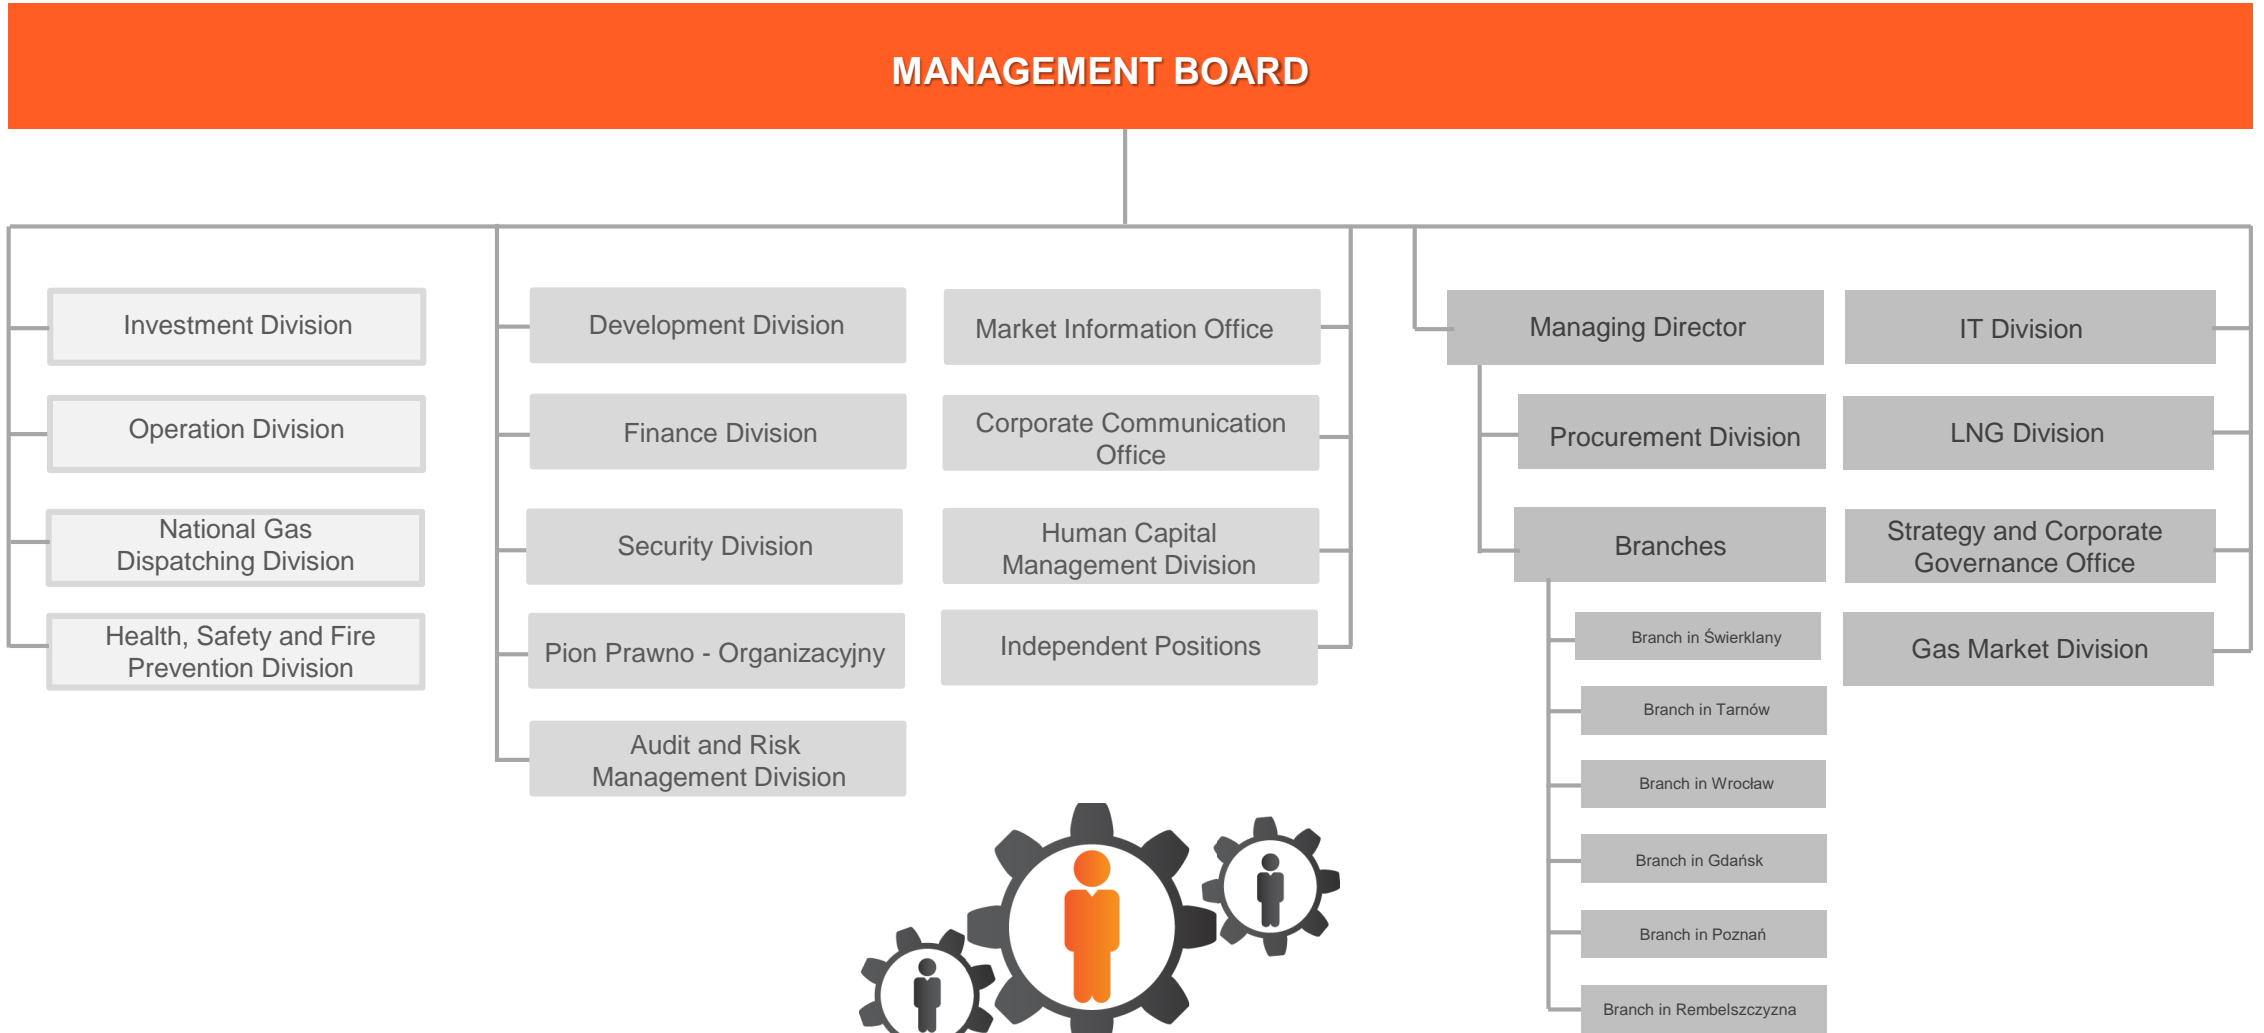 MANAGEMENT BOARD
Investment Division
Operation Division
National Gas
Dispatching Division
Health, Safety and Fire
Prevention Division
Development Division
Finance Division
Security Division
Pion Prawno - Organizacyjny
Audit and Risk
Management Division
Market Information Office
Corporate Communication
Office
Human Capital
Management Division
Independent Positions
Managing Director
Procurement Division
Branches
Branch in Świerklany
Branch in Tarnów
Branch in Wrocław
Branch in Gdańsk
Branch in Poznań
Branch in Rembelszczyzna
IT Division
LNG Division
Strategy and Corporate
Governance Office
Gas Market Division